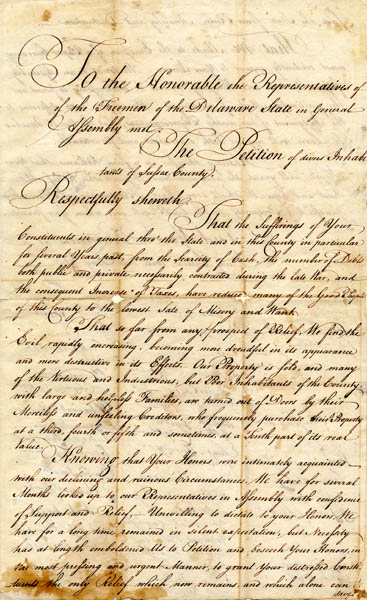 To the Honorable the Representatives of
of the Freemen of the Delaware State in General
Assembly met.
The Petition of divers Inhabi
tants of Sussex County.
Respectfully sheweth
That the Sufferings of Your
Constituents in general thro' the State and in this County in particular
for several Years past, from the Scarcity of Cash, The number of Debts
both public and private necessarily contracted during the late War, and
the consequent Increase of Taxes, have reduced many of the Good People
of this County to the lowest State of Misery and Want.
That so far from any prospect of Relief We find the
Evil rapidly encreasing; becoming more dreadful in its appearance
and more distructive in its Effects. Our Property is sold, and many
of the Virtuous and Industrious, but Poor Inhabitants of the County
with large and helpless Families, are turned out of Doors by their
Merciless and unfeeling Creditors, who frequently purchase their Property
at a third, fourth or fifth and sometimes at a Tenth part of its real
Value.
Knowing that Your Honors were intimately acquainted
with our declining and ruinous Circumstances. We have for several
Months looked up to our Representatives in Assembly with confidence
of Support and Relief. Unwilling to dictate to your Honors, We
have for a long time remained in silent expectation, but Necessity
has at length emboldened Us to Petition and beseech Your Honors, in
the most pressing and urgent Manner, to grant Your distressed Consti
tuents the only Relief which now remains and which alone can
save